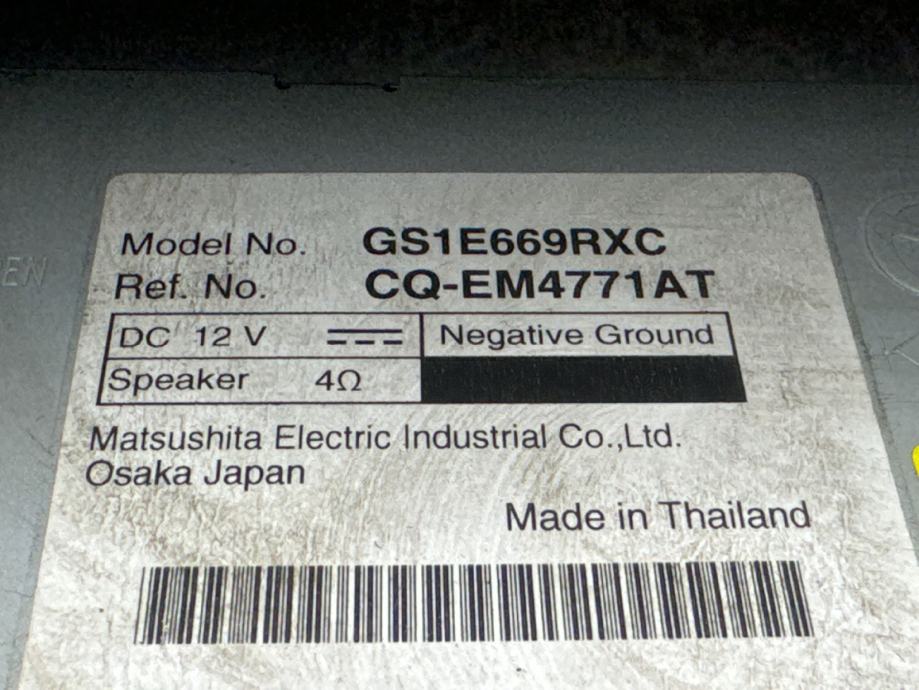 Model No. GS1E669RXC
Ref. No. CQ-EM4771AT
DC 12 V Negative Ground
Speaker 4Ω
Matsushita Electric Industrial Co.,Ltd.
Osaka Japan
Made in Thailand